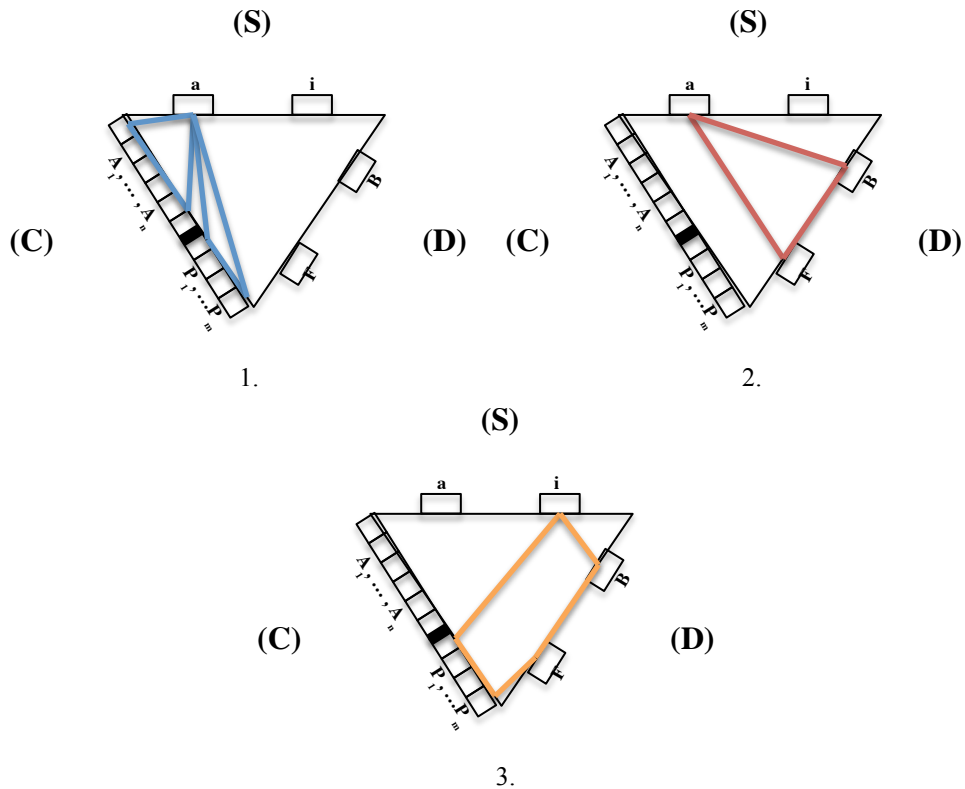 (S)
a
i
A₁,...,Aₙ
B
(C)
(D)
P₁,...Pₘ
F
1.
(S)
a
i
A₁,...,Aₙ
B
(C)
(D)
P₁,...Pₘ
F
2.
(S)
a
i
A₁,...,Aₙ
B
(C)
(D)
P₁,...Pₘ
F
3.